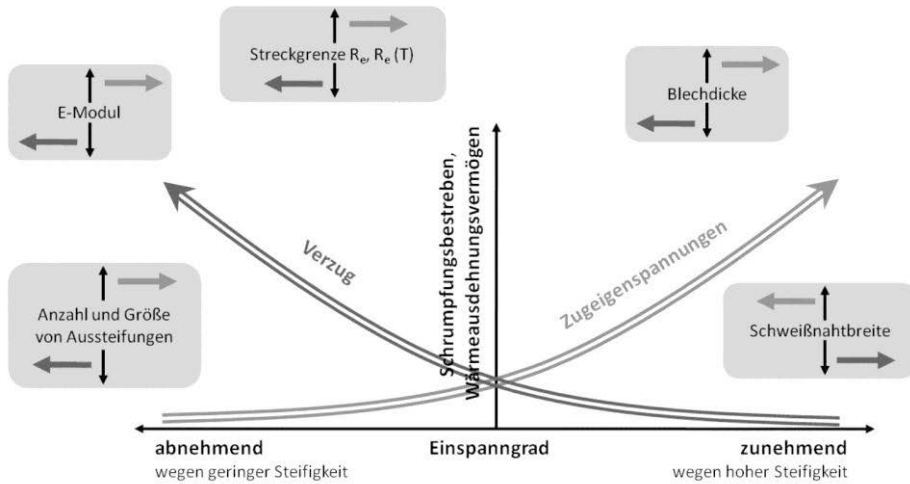 Streckgrenze Re, Re (T)
E-Modul
Blechdicke
Schrumpfungsbestreben,
Wärmeausdehnungsvermögen
Verzug
Zugeigenspannungen
Anzahl und Größe
von Aussteifungen
Schweißnahtbreite
abnehmend
wegen geringer Steifigkeit
Einspanngrad
zunehmend
wegen hoher Steifigkeit